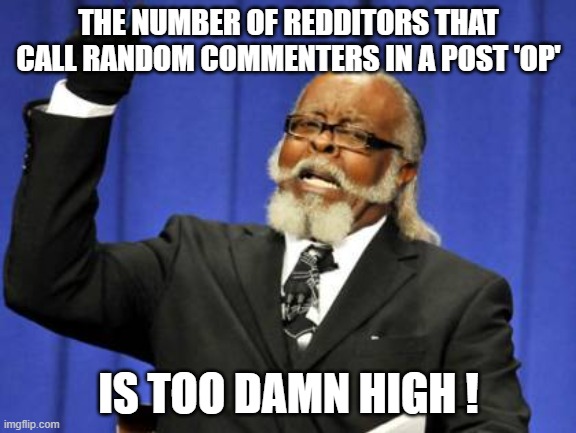 THE NUMBER OF REDDITORS THAT
CALL RANDOM COMMENTERS IN A POST 'OP'
IS TOO DAMN HIGH !
imgflip.com